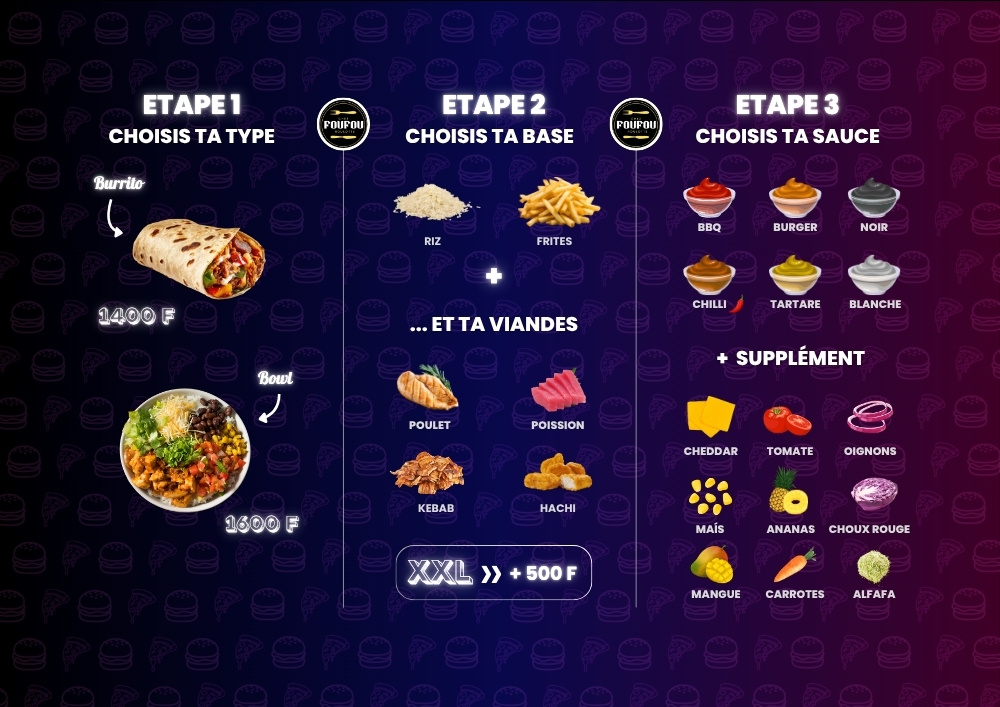 ETAPE 1
CHOISIS TA TYPE
Burrito
1400 F
Bowl
1600 F
FOUFOU
ROULOTTE
ETAPE 2
CHOISIS TA BASE
RIZ
FRITES
+
... ET TA VIANDES
POULET
POISSION
KEBAB
HACHI
XXL + 500 F
FOUFOU
ROULOTTE
ETAPE 3
CHOISIS TA SAUCE
BBQ
BURGER
NOIR
CHILLI
TARTARE
BLANCHE
+ SUPPLÉMENT
CHEDDAR
TOMATE
OIGNONS
MAÍS
ANANAS
CHOUX ROUGE
MANGUE
CARROTES
ALFAFA